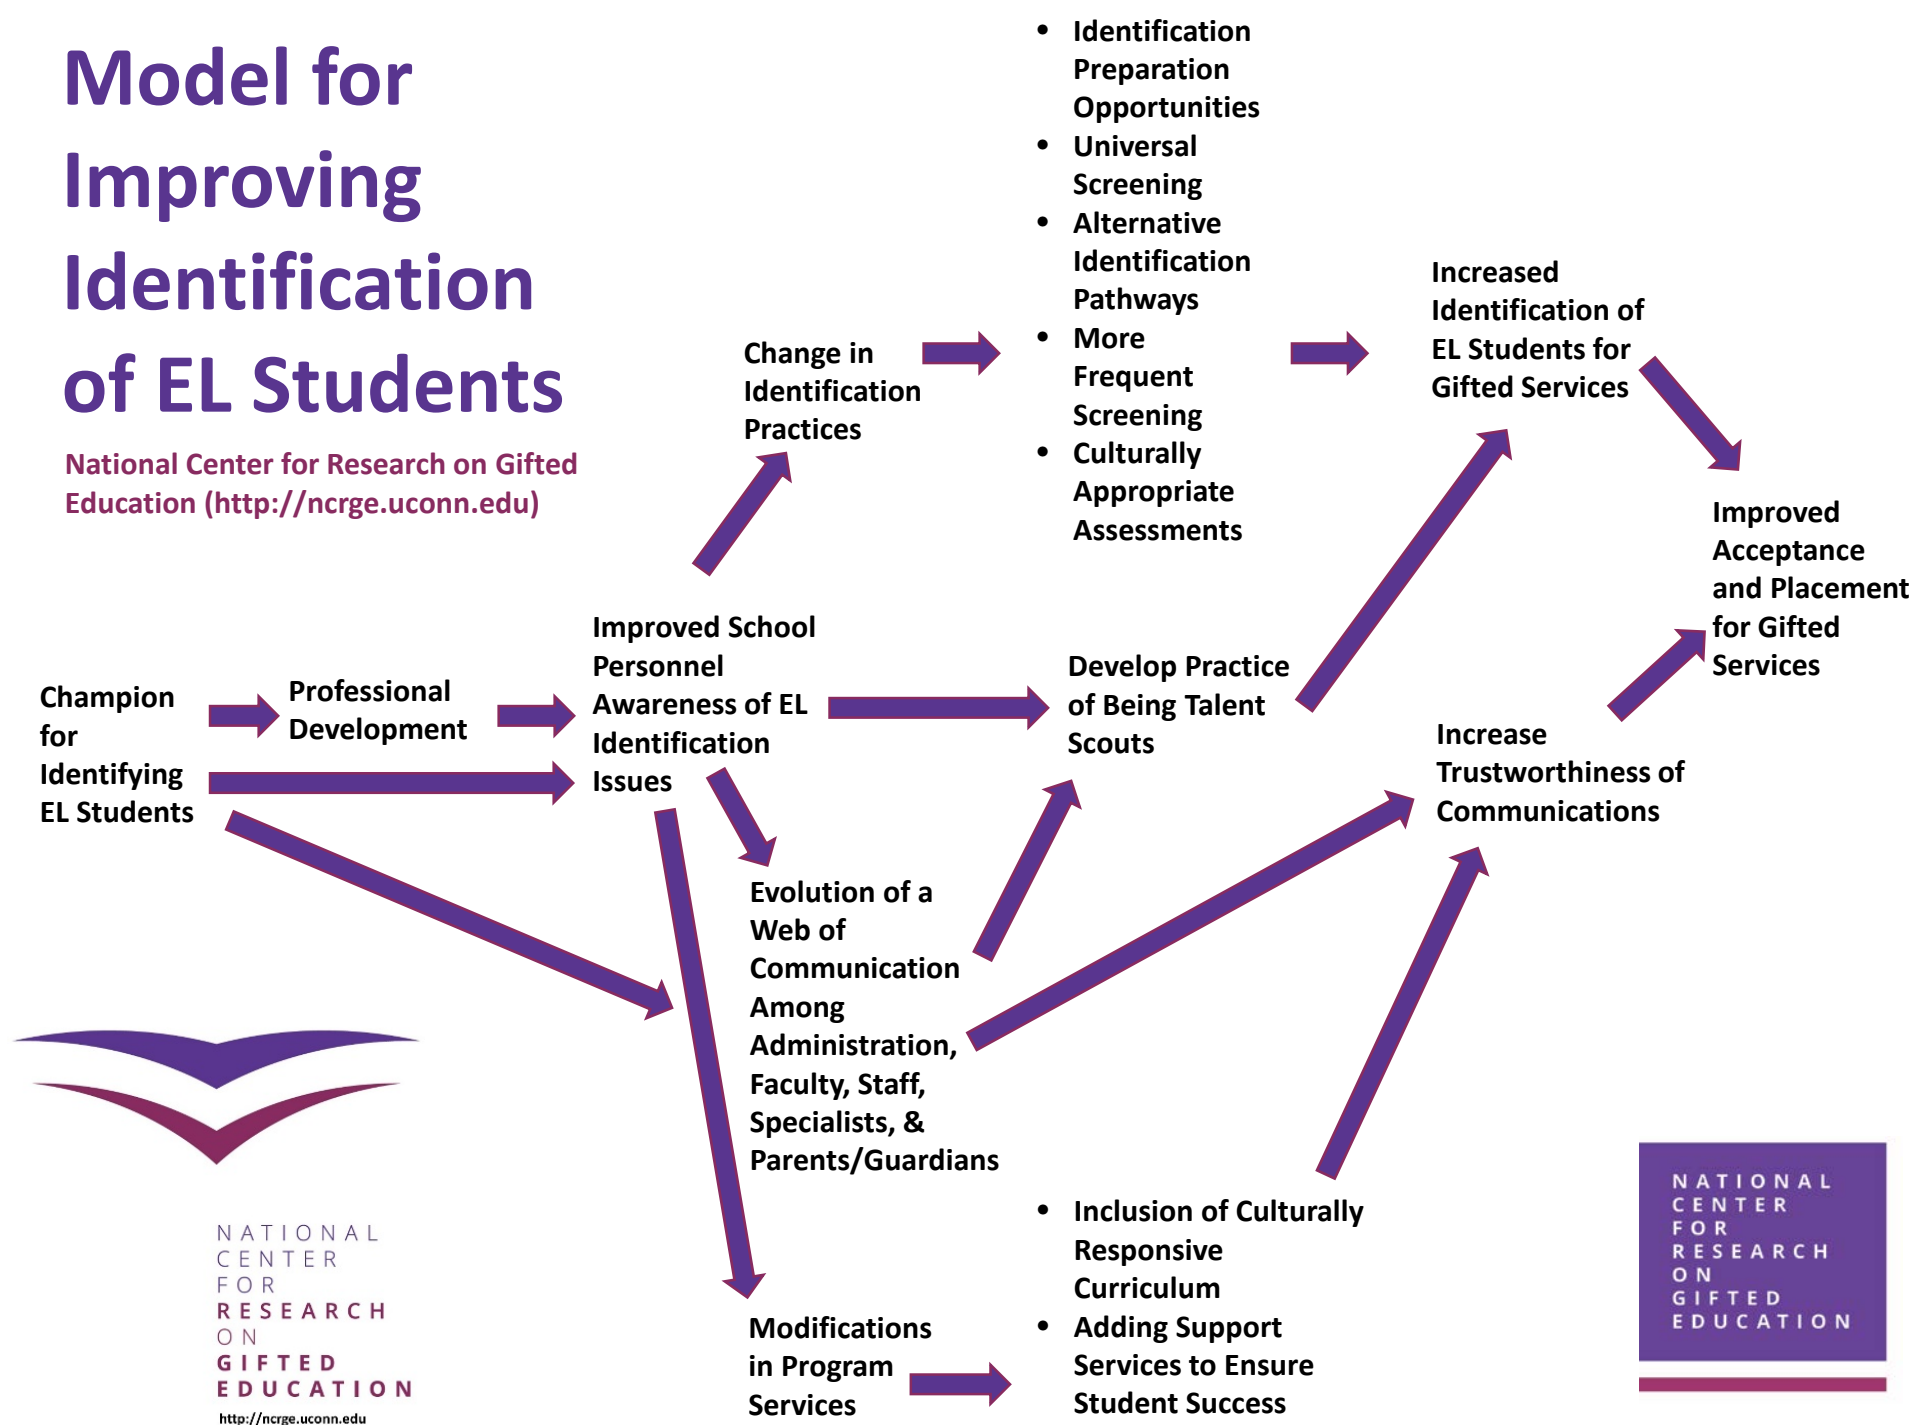 Model for
Improving
Identification
of EL Students
National Center for Research on Gifted
Education (http://ncrge.uconn.edu)
Champion
for
Identifying
EL Students
Professional
Development
Improved School
Personnel
Awareness of EL
Identification
Issues
Change in
Identification
Practices
• Identification
Preparation
Opportunities
• Universal
Screening
• Alternative
Identification
Pathways
• More
Frequent
Screening
• Culturally
Appropriate
Assessments
Increased
Identification of
EL Students for
Gifted Services
Improved
Acceptance
and Placement
for Gifted
Services
Develop Practice
of Being Talent
Scouts
Increase
Trustworthiness of
Communications
Evolution of a
Web of
Communication
Among
Administration,
Faculty, Staff,
Specialists, &
Parents/Guardians
Modifications
in Program
Services
• Inclusion of Culturally
Responsive
Curriculum
• Adding Support
Services to Ensure
Student Success
NATIONAL
CENTER
FOR
RESEARCH
ON
GIFTED
EDUCATION
http://ncrge.uconn.edu
NATIONAL
CENTER
FOR
RESEARCH
ON
GIFTED
EDUCATION